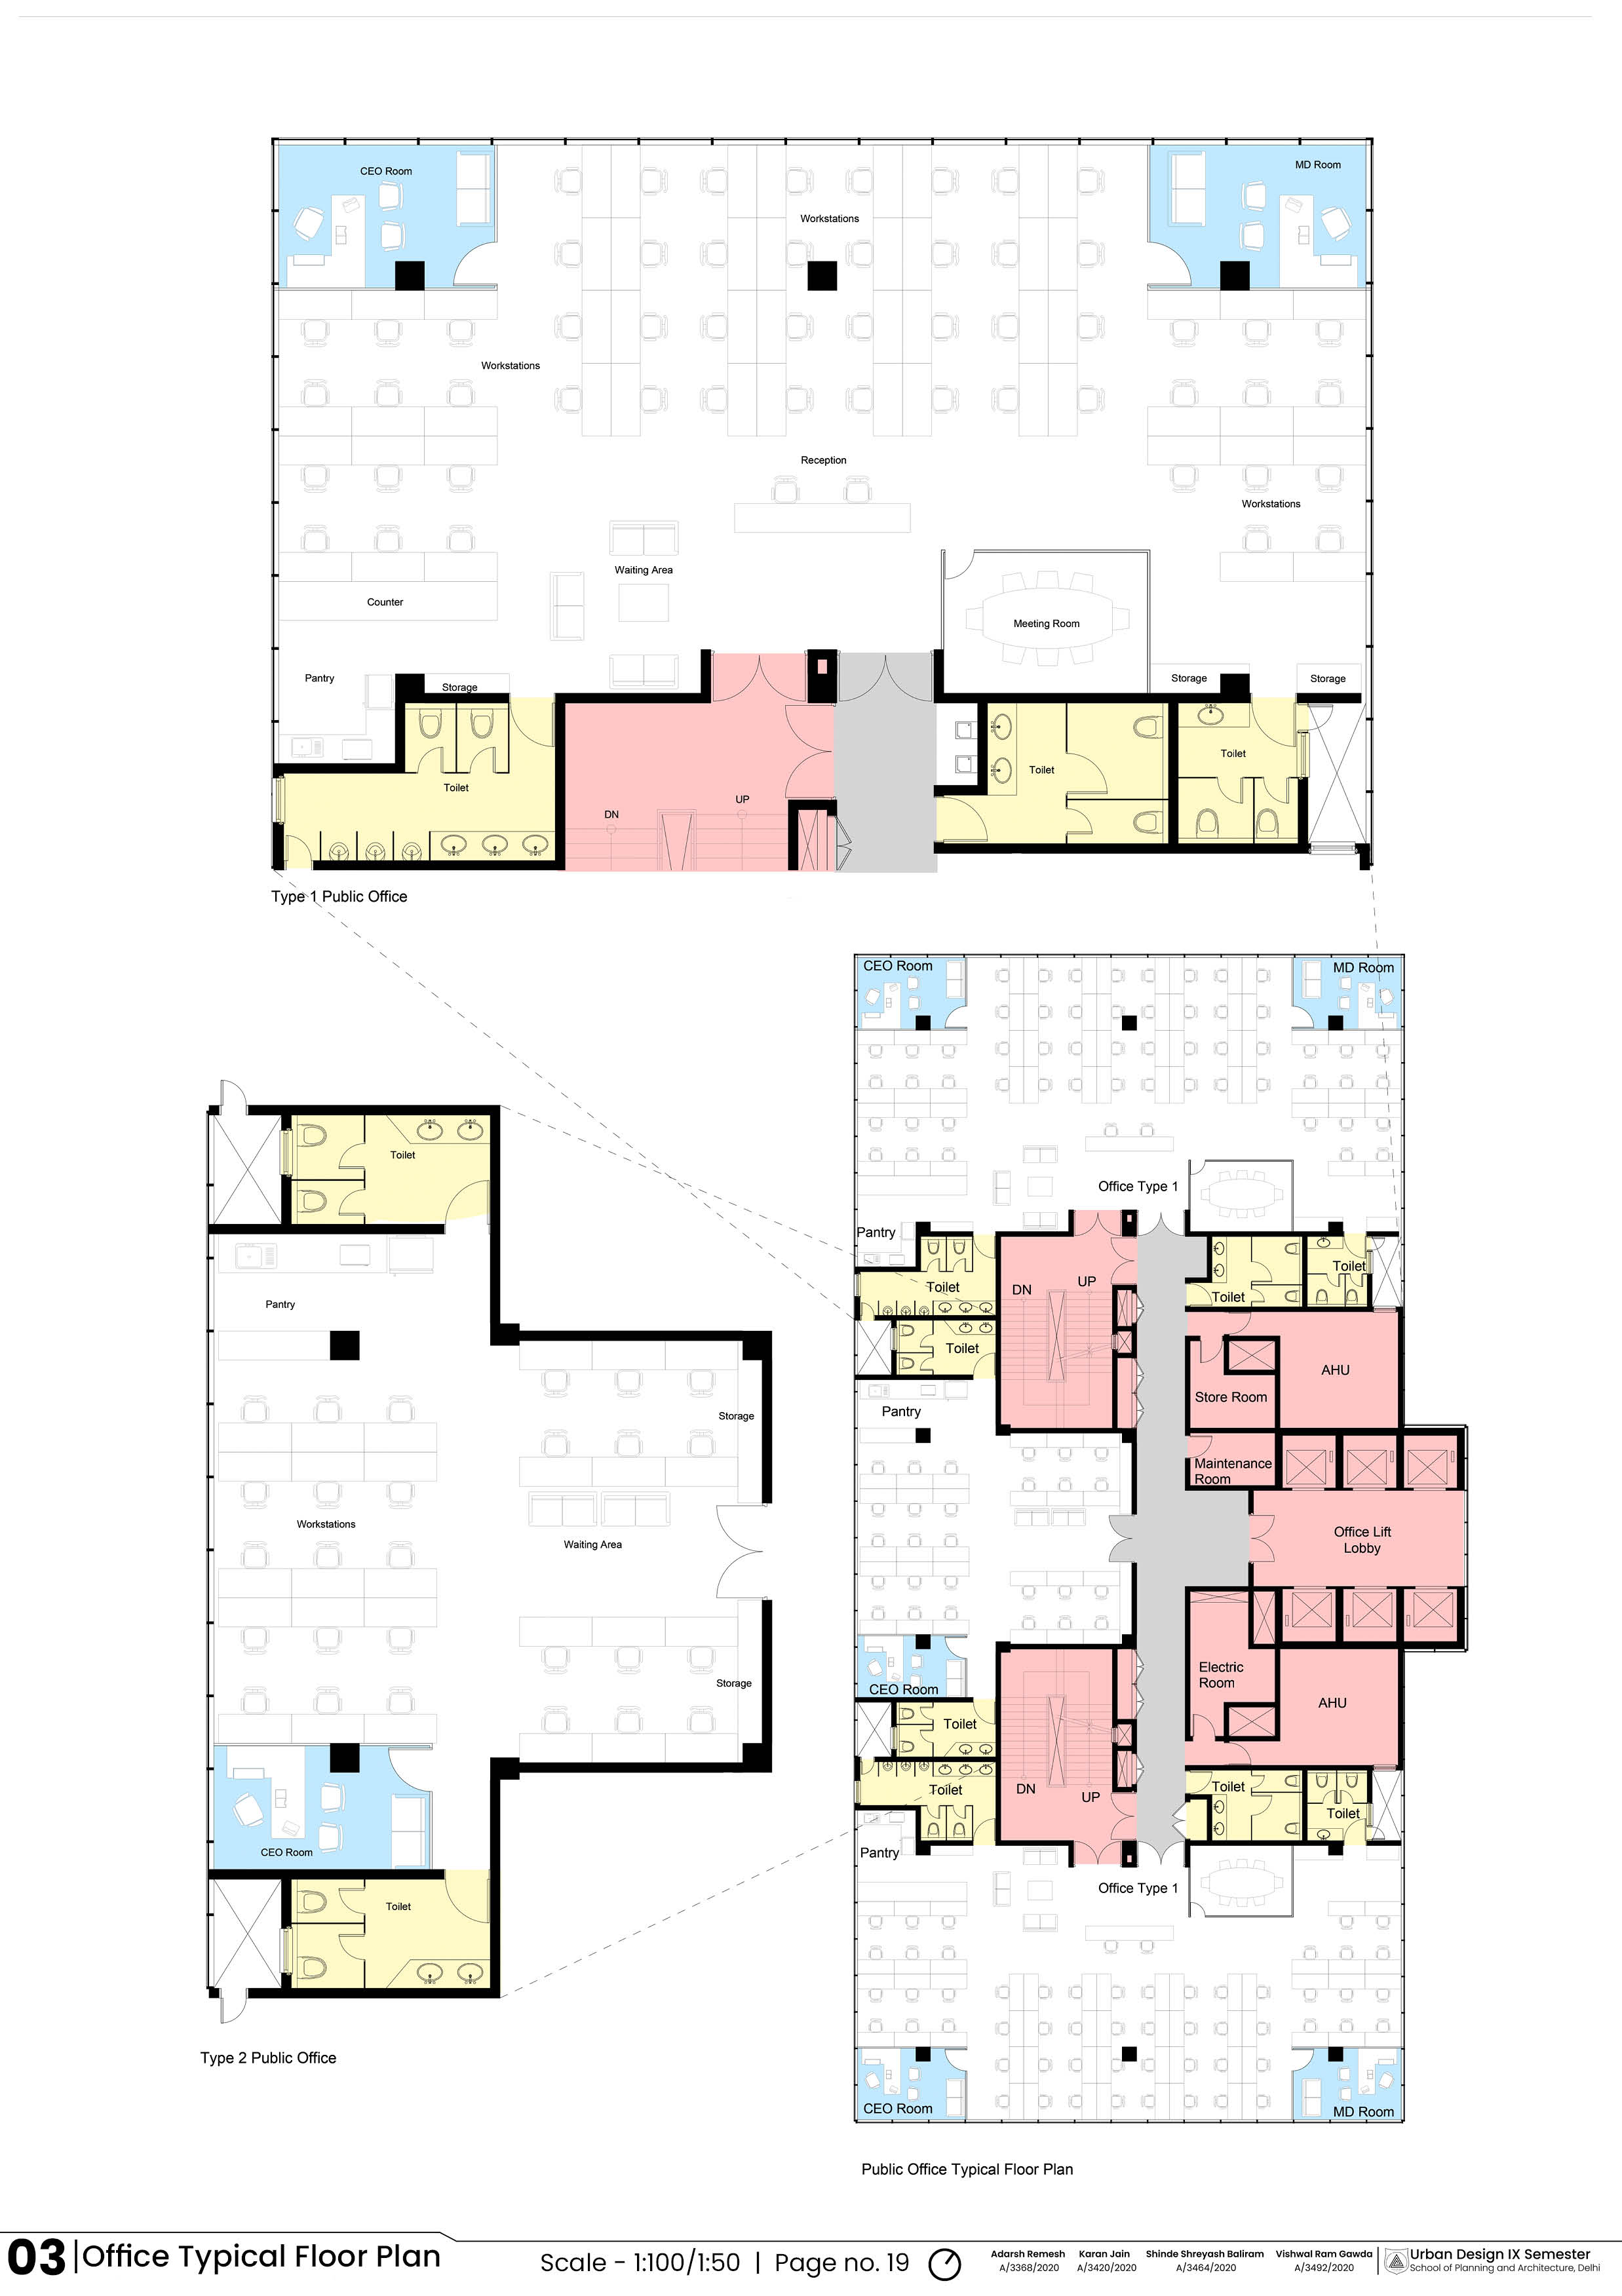 CEO Room
MD Room
Workstations
Workstations
Reception
Workstations
Waiting Area
Counter
Meeting Room
Pantry
Storage
Storage
Storage
Toilet
Toilet
Toilet
DN
UP
Type 1 Public Office
Toilet
Pantry
Storage
Workstations
Waiting Area
Storage
CEO Room
Toilet
Type 2 Public Office
CEO Room
MD Room
Office Type 1
Pantry
Toilet
DN
UP
Toilet
Toilet
Toilet
AHU
Store Room
Pantry
Maintenance
Room
Office Lift
Lobby
Electric
Room
CEO Room
AHU
Toilet
Toilet
DN
UP
Toilet
Toilet
Pantry
Office Type 1
CEO Room
MD Room
Public Office Typical Floor Plan
03 | Office Typical Floor Plan
Scale - 1:100/1:50 | Page no. 19
Adarsh Remesh
A/3368/2020
Karan Jain
A/3420/2020
Shinde Shreyash Baliram
A/3464/2020
Vishwal Ram Gawda
A/3492/2020
Urban Design IX Semester
School of Planning and Architecture, Delhi